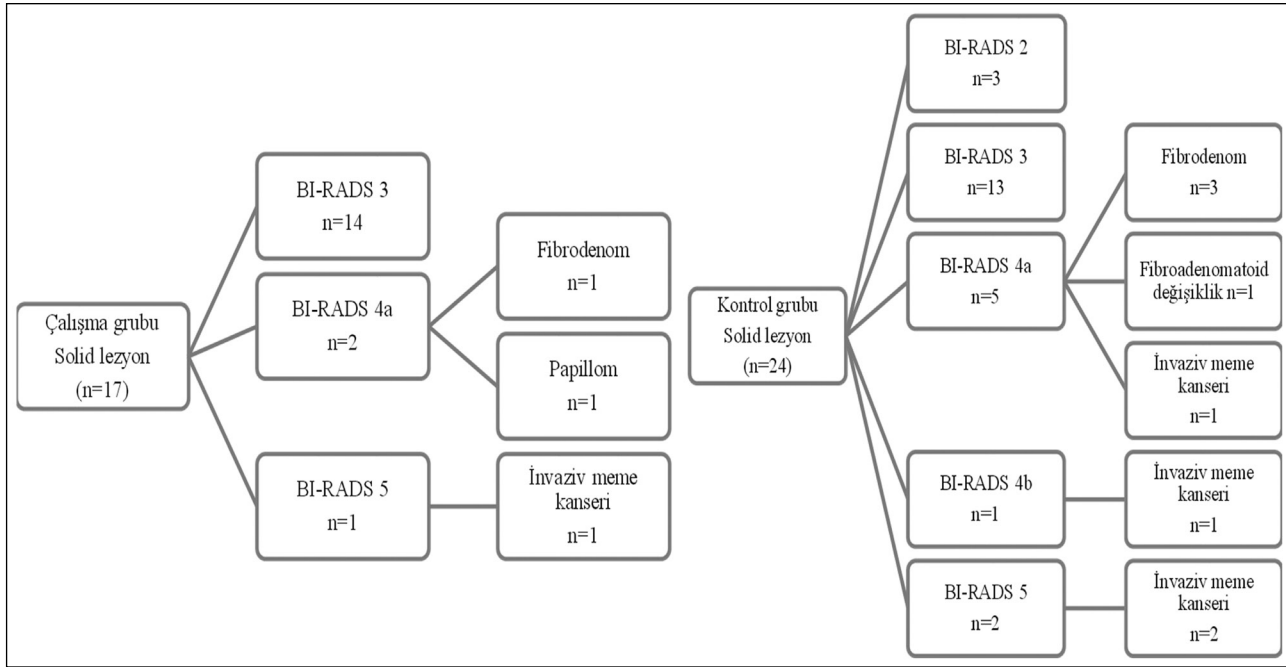 Çalışma grubu
Solid lezyon
(n=17)
BI-RADS 3
n=14
BI-RADS 4a
n=2
BI-RADS 5
n=1
Fibrodenom
n=1
Papillom
n=1
İnvaziv meme
kanseri
n=1
Kontrol grubu
Solid lezyon
(n=24)
BI-RADS 2
n=3
BI-RADS 3
n=13
BI-RADS 4a
n=5
BI-RADS 4b
n=1
BI-RADS 5
n=2
Fibrodenom
n=3
Fibroadenomatoid
değişiklik n=1
İnvaziv meme
kanseri
n=1
İnvaziv meme
kanseri
n=1
İnvaziv meme
kanseri
n=2